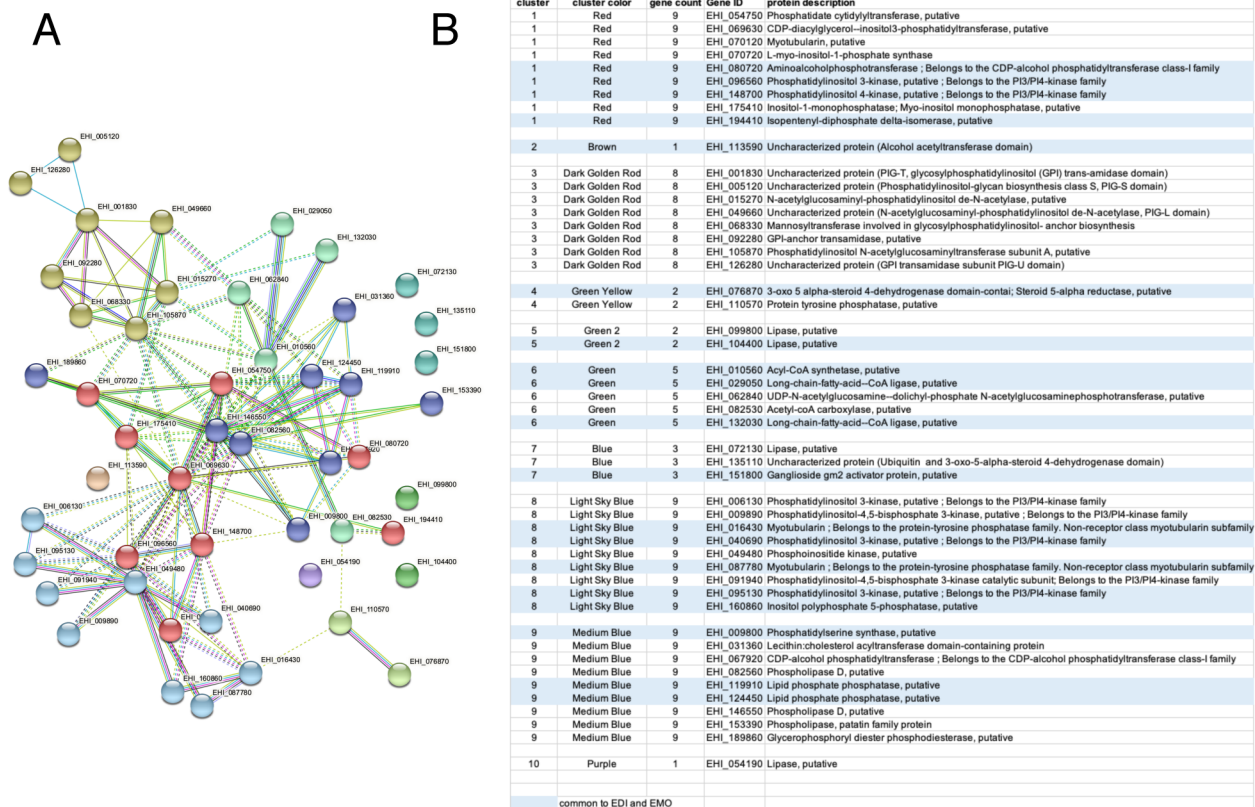 A
B
EHI_005120
EHI_126280
EHI_001830
EHI_049660
EHI_029050
EHI_132030
EHI_092280
EHI_015270
EHI_062840
EHI_072130
EHI_068330
EHI_031360
EHI_135110
EHI_105870
EHI_010560
EHI_151800
EHI_189860
EHI_054750
EHI_124450
EHI_119910
EHI_070720
EHI_153390
EHI_146550
EHI_175410
EHI_082560
EHI_080720
EHI_113590
EHI_069630
EHI_099800
EHI_006130
EHI_009800
EHI_082530
EHI_194410
EHI_148700
EHI_095130
EHI_096560
EHI_049480
EHI_054190
EHI_104400
EHI_091940
EHI_009890
EHI_040690
EHI_110570
EHI_016430
EHI_076870
EHI_160860
EHI_087780
cluster cluster color gene count Gene ID protein description
1 Red 9 EHI_054750 Phosphatidate cytidylyltransferase, putative
1 Red 9 EHI_069630 CDP-diacylglycerol--inositol3-phosphatidyltransferase, putative
1 Red 9 EHI_070120 Myotubularin, putative
1 Red 9 EHI_070720 L-myo-inositol-1-phosphate synthase
1 Red 9 EHI_080720 Aminoalcoholphosphotransferase ; Belongs to the CDP-alcohol phosphatidyltransferase class-I family
1 Red 9 EHI_096560 Phosphatidylinositol 3-kinase, putative ; Belongs to the PI3/PI4-kinase family
1 Red 9 EHI_148700 Phosphatidylinositol 4-kinase, putative ; Belongs to the PI3/PI4-kinase family
1 Red 9 EHI_175410 Inositol-1-monophosphatase; Myo-inositol monophosphatase, putative
1 Red 9 EHI_194410 Isopentenyl-diphosphate delta-isomerase, putative
2 Brown 1 EHI_113590 Uncharacterized protein (Alcohol acetyltransferase domain)
3 Dark Golden Rod 8 EHI_001830 Uncharacterized protein (PIG-T, glycosylphosphatidylinositol (GPI) trans-amidase domain)
3 Dark Golden Rod 8 EHI_005120 Uncharacterized protein (Phosphatidylinositol-glycan biosynthesis class S, PIG-S domain)
3 Dark Golden Rod 8 EHI_015270 N-acetylglucosaminyl-phosphatidylinositol de-N-acetylase, putative
3 Dark Golden Rod 8 EHI_049660 Uncharacterized protein (N-acetylglucosaminyl-phosphatidylinositol de-N-acetylase, PIG-L domain)
3 Dark Golden Rod 8 EHI_068330 Mannosyltransferase involved in glycosylphosphatidylinositol- anchor biosynthesis
3 Dark Golden Rod 8 EHI_092280 GPI-anchor transamidase, putative
3 Dark Golden Rod 8 EHI_105870 Phosphatidylinositol N-acetylglucosaminyltransferase subunit A, putative
3 Dark Golden Rod 8 EHI_126280 Uncharacterized protein (GPI transamidase subunit PIG-U domain)
4 Green Yellow 2 EHI_076870 3-oxo 5 alpha-steroid 4-dehydrogenase domain-contai; Steroid 5-alpha reductase, putative
4 Green Yellow 2 EHI_110570 Protein tyrosine phosphatase, putative
5 Green 2 2 EHI_099800 Lipase, putative
5 Green 2 2 EHI_104400 Lipase, putative
6 Green 5 EHI_010560 Acyl-CoA synthetase, putative
6 Green 5 EHI_029050 Long-chain-fatty-acid--CoA ligase, putative
6 Green 5 EHI_062840 UDP-N-acetylglucosamine--dolichyl-phosphate N-acetylglucosaminephosphotransferase, putative
6 Green 5 EHI_082530 Acetyl-coA carboxylase, putative
6 Green 5 EHI_132030 Long-chain-fatty-acid--CoA ligase, putative
7 Blue 3 EHI_072130 Lipase, putative
7 Blue 3 EHI_135110 Uncharacterized protein (Ubiquitin and 3-oxo-5-alpha-steroid 4-dehydrogenase domain)
7 Blue 3 EHI_151800 Ganglioside gm2 activator protein, putative
8 Light Sky Blue 9 EHI_006130 Phosphatidylinositol 3-kinase, putative ; Belongs to the PI3/PI4-kinase family
8 Light Sky Blue 9 EHI_009890 Phosphatidylinositol-4,5-bisphosphate 3-kinase, putative ; Belongs to the PI3/PI4-kinase family
8 Light Sky Blue 9 EHI_016430 Myotubularin ; Belongs to the protein-tyrosine phosphatase family. Non-receptor class myotubularin subfamily
8 Light Sky Blue 9 EHI_040690 Phosphatidylinositol 3-kinase, putative ; Belongs to the PI3/PI4-kinase family
8 Light Sky Blue 9 EHI_049480 Phosphoinositide kinase, putative
8 Light Sky Blue 9 EHI_087780 Myotubularin ; Belongs to the protein-tyrosine phosphatase family. Non-receptor class myotubularin subfamily
8 Light Sky Blue 9 EHI_091940 Phosphatidylinositol-4,5-bisphosphate 3-kinase catalytic subunit; Belongs to the PI3/PI4-kinase family
8 Light Sky Blue 9 EHI_095130 Phosphatidylinositol 3-kinase, putative ; Belongs to the PI3/PI4-kinase family
8 Light Sky Blue 9 EHI_160860 Inositol polyphosphate 5-phosphatase, putative
9 Medium Blue 9 EHI_009800 Phosphatidylserine synthase, putative
9 Medium Blue 9 EHI_031360 Lecithin:cholesterol acyltransferase domain-containing protein
9 Medium Blue 9 EHI_067920 CDP-alcohol phosphatidyltransferase ; Belongs to the CDP-alcohol phosphatidyltransferase class-I family
9 Medium Blue 9 EHI_082560 Phospholipase D, putative
9 Medium Blue 9 EHI_119910 Lipid phosphate phosphatase, putative
9 Medium Blue 9 EHI_124450 Lipid phosphate phosphatase, putative
9 Medium Blue 9 EHI_146550 Phospholipase D, putative
9 Medium Blue 9 EHI_153390 Phospholipase, patatin family protein
9 Medium Blue 9 EHI_189860 Glycerophosphoryl diester phosphodiesterase, putative
10 Purple 1 EHI_054190 Lipase, putative
common to EDI and EMO